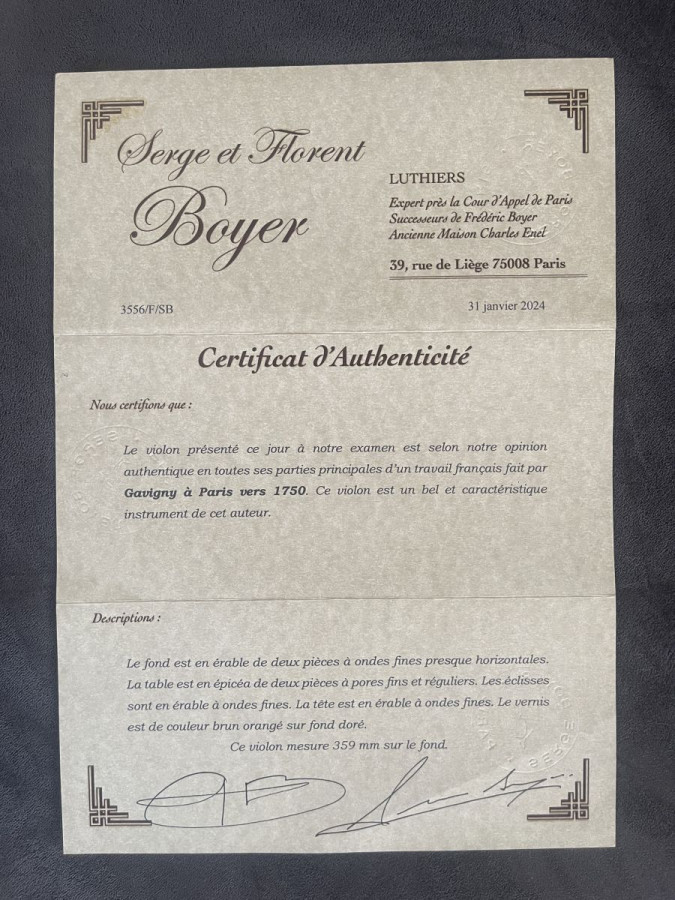 Serge et Florent
Boyer
LUTHIERS
Expert près la Cour d'Appel de Paris
Successeurs de Frédéric Boyer
Ancienne Maison Charles Enel
39, rue de Liège 75008 Paris
3556/F/SB
31 janvier 2024
Certificat d'Authenticité
Nous certifions que :
Le violon présenté ce jour à notre examen est selon notre opinion
authentique en toutes ses parties principales d'un travail français fait par
Gavigny à Paris vers 1750. Ce violon est un bel et caractéristique
instrument de cet auteur.
Descriptions :
Le fond est en érable de deux pièces à ondes fines presque horizontales.
La table est en épicéa de deux pièces à pores fins et réguliers. Les éclisses
sont en érable à ondes fines. La tête est en érable à ondes fines. Le vernis
est de couleur brun orangé sur fond doré.
Ce violon mesure 359 mm sur le fond.